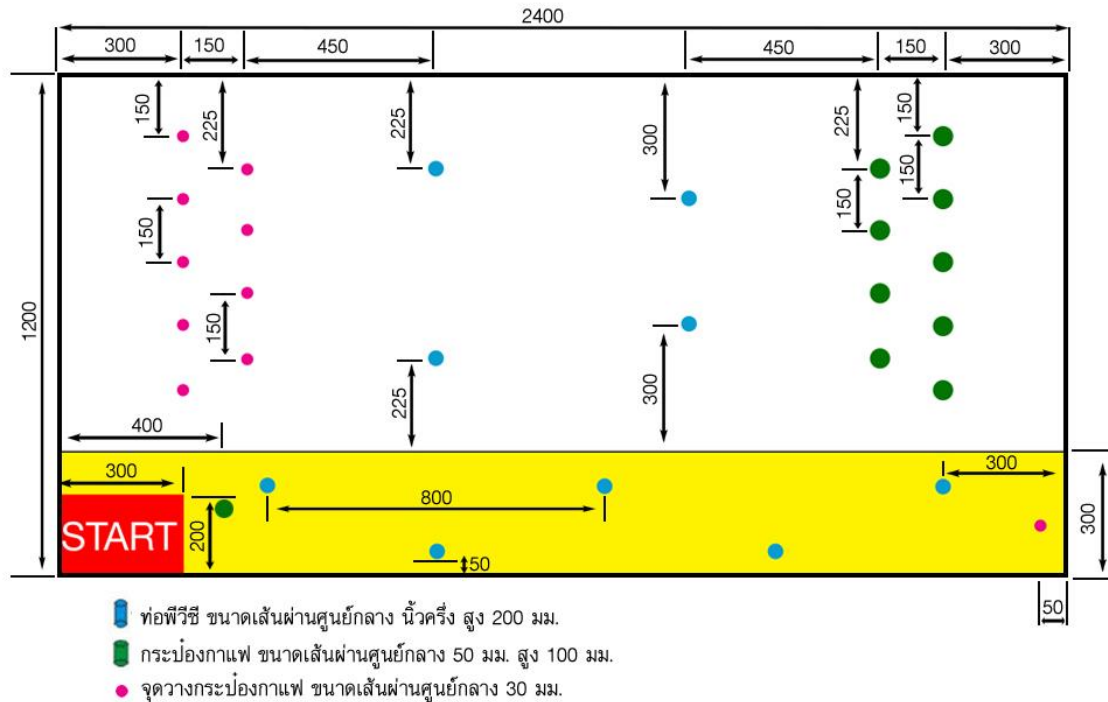 2400
300 150 450 450 150 300
150 225 225 300 225 150
150
150 150
1200
150
225 300
400
300 800 300
START 200 50 300
50
ท่อพีวีซี ขนาดเส้นผ่านศูนย์กลาง นิ้วครึ่ง สูง 200 มม.
กระป๋องกาแฟ ขนาดเส้นผ่านศูนย์กลาง 50 มม. สูง 100 มม.
จุดวางกระป๋องกาแฟ ขนาดเส้นผ่านศูนย์กลาง 30 มม.